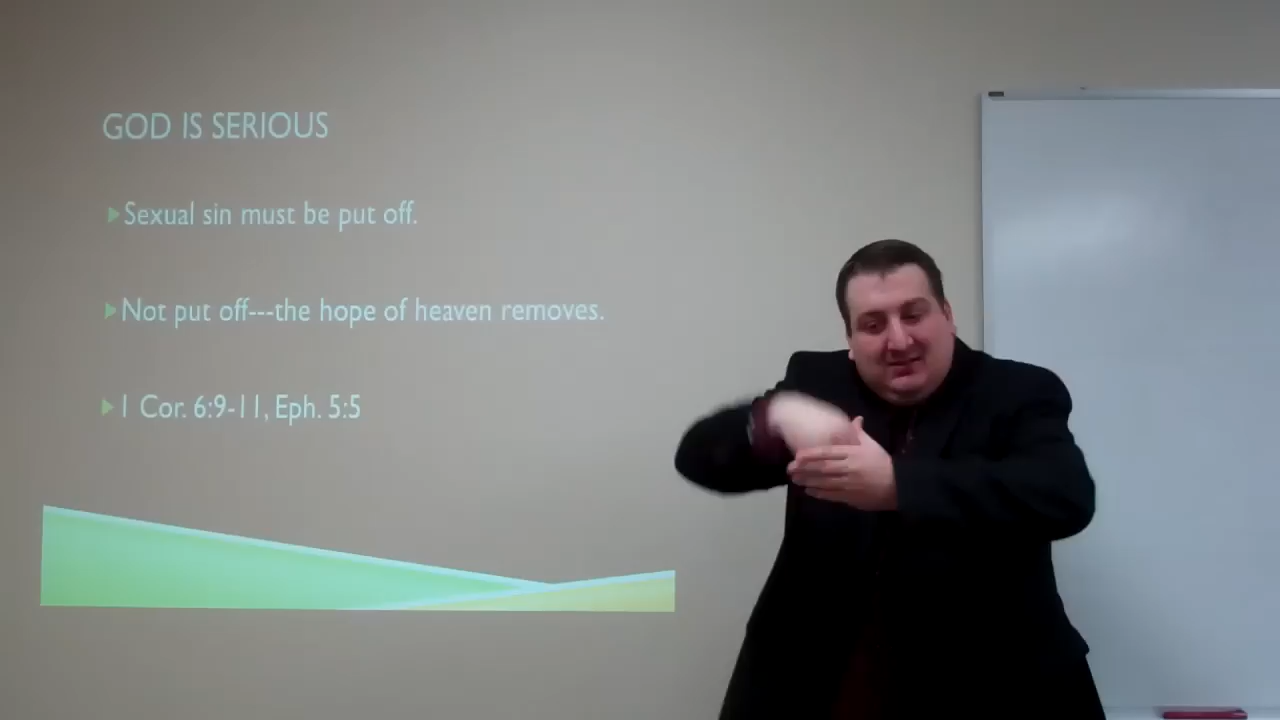 GOD IS SERIOUS
Sexual sin must be put off.
Not put off---the hope of heaven removes.
1 Cor. 6:9-11, Eph. 5:5